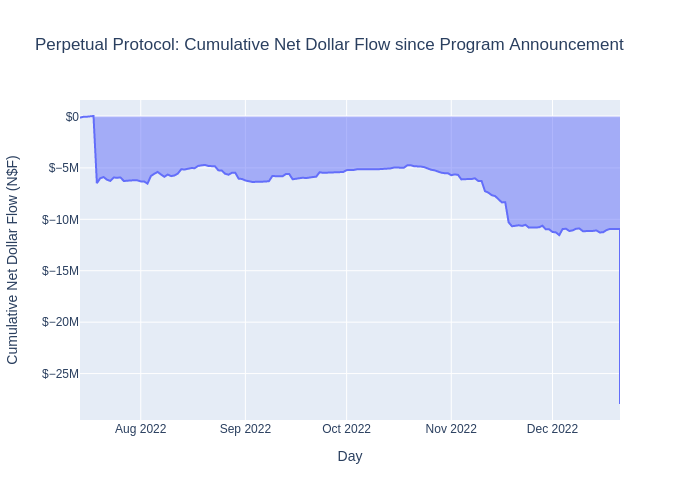 Perpetual Protocol: Cumulative Net Dollar Flow since Program Announcement
Cumulative Net Dollar Flow (N$F)
$0
$−5M
$−10M
$−15M
$−20M
$−25M
Aug 2022
Sep 2022
Oct 2022
Nov 2022
Dec 2022
Day